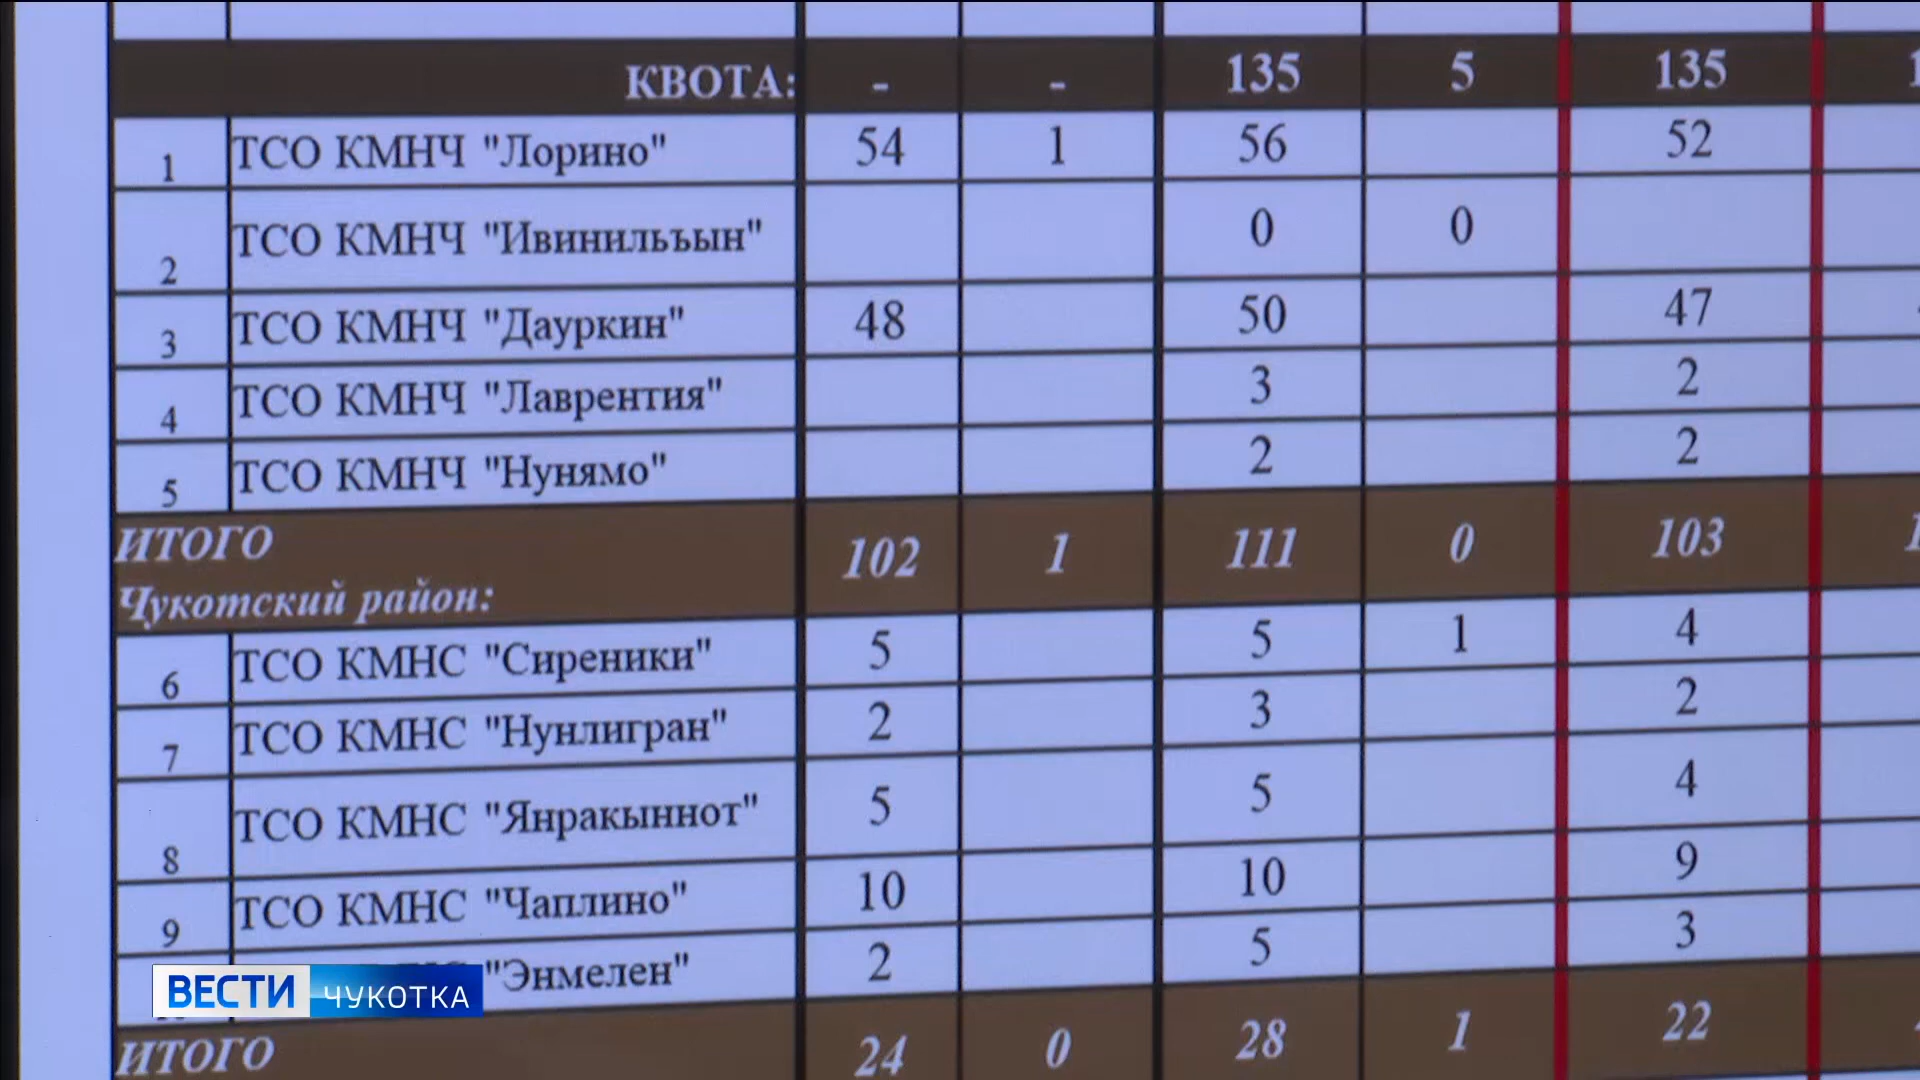 КВОТА: - - 135 5 135
1 ТСО КМНЧ "Лорино" 54 1 56 52
2 ТСО КМНЧ "Ивинильъын" 0 0
3 ТСО КМНЧ "Дауркин" 48 50 47
4 ТСО КМНЧ "Лаврентия" 3 2
5 ТСО КМНЧ "Нунямо" 2 2
ИТОГО
Чукотский район: 102 1 111 0 103
6 ТСО КМНС "Сиреники" 5 5 1 4
7 ТСО КМНС "Нунлигран" 2 3 2
8 ТСО КМНС "Янракыннот" 5 5 4
9 ТСО КМНС "Чаплино" 10 10 9
"Энмелен" 2 5 3
ИТОГО 24 0 28 1 22
ВЕСТИ ЧУКОТКА